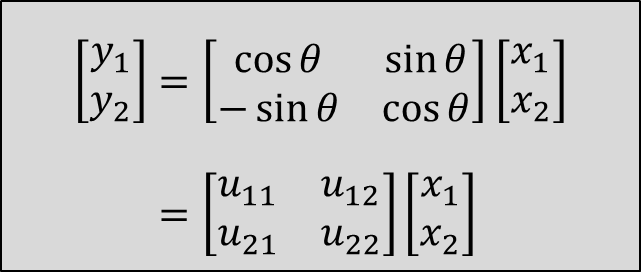 [y₁ y₂] = [cos θ sin θ − sin θ cos θ] [x₁ x₂]
= [u₁₁ u₁₂ u₂₁ u₂₂] [x₁ x₂]